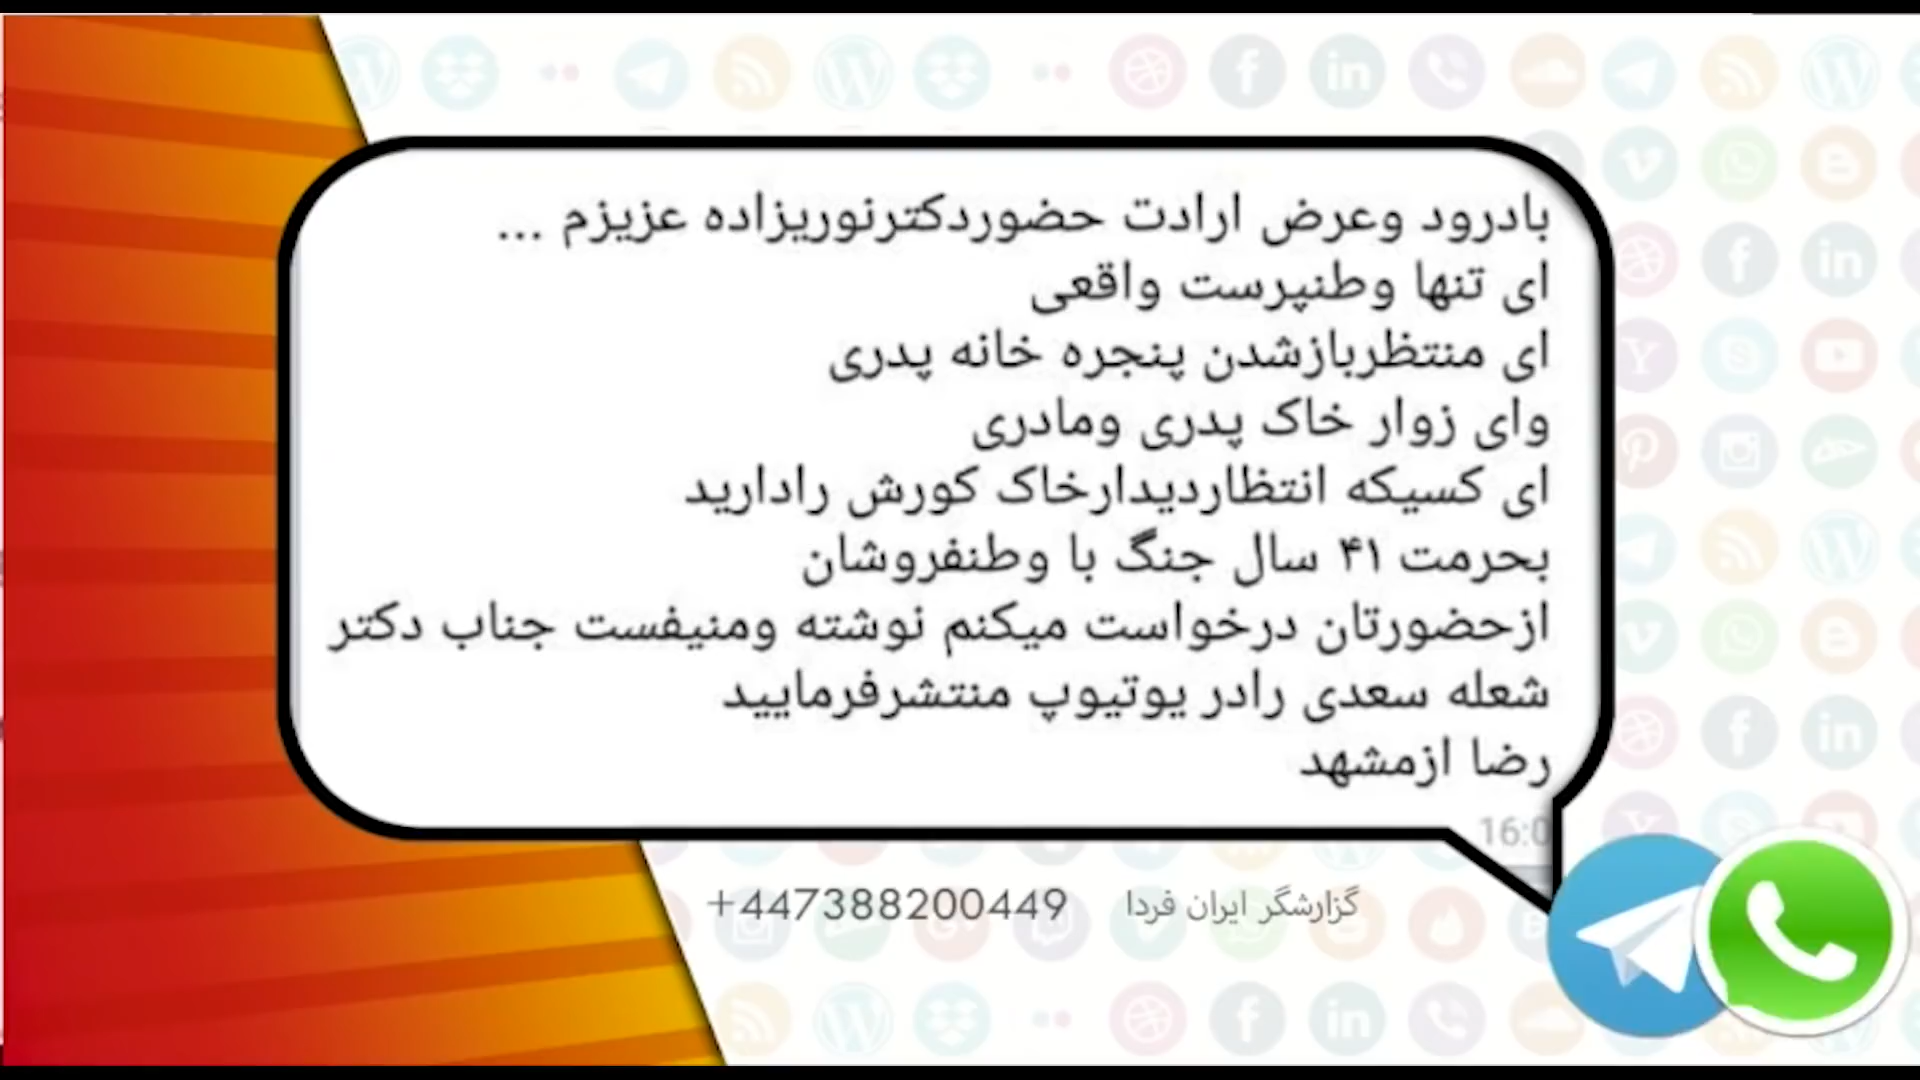 بادرود وعرض ارادت حضوردکترنوریزاده عزیزم ...
ای تنها وطنپرست واقعی
ای منتظربازشدن پنجره خانه پدری
وای زوار خاک پدری ومادری
ای کسیکه انتظاردیدارخاک کورش رادارید
بحرمت ۴۱ سال جنگ با وطنفروشان
ازحضورتان درخواست میکنم نوشته ومنیفست جناب دکتر
شعله سعدی رادر یوتیوپ منتشرفرمایید
رضا ازمشهد
16:0
گزارشگر ایران فردا +447388200449